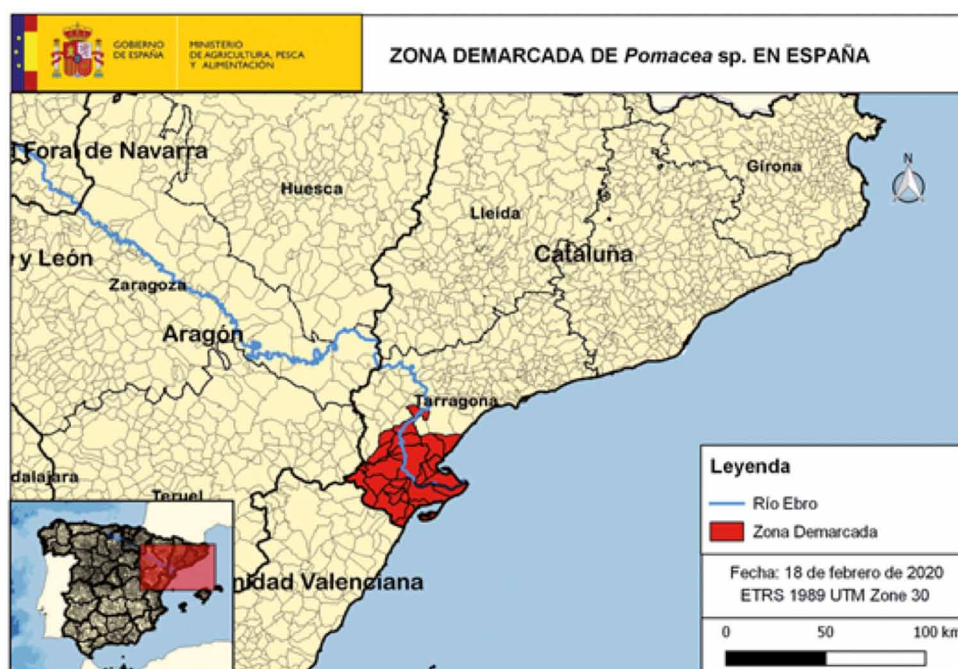 GOBIERNO
DE ESPAÑA
MINISTERIO
DE AGRICULTURA, PESCA
Y ALIMENTACIÓN
ZONA DEMARCADA DE Pomacea sp. EN ESPAÑA
l Foral de Navarra
Huesca
Girona
N
Lleida
y León
Cataluña
Zaragoza
Aragón
Tarragona
dalajara
Teruel
nidad Valenciana
Leyenda
Río Ebro
Zona Demarcada
Fecha: 18 de febrero de 2020
ETRS 1989 UTM Zone 30
0 50 100 km